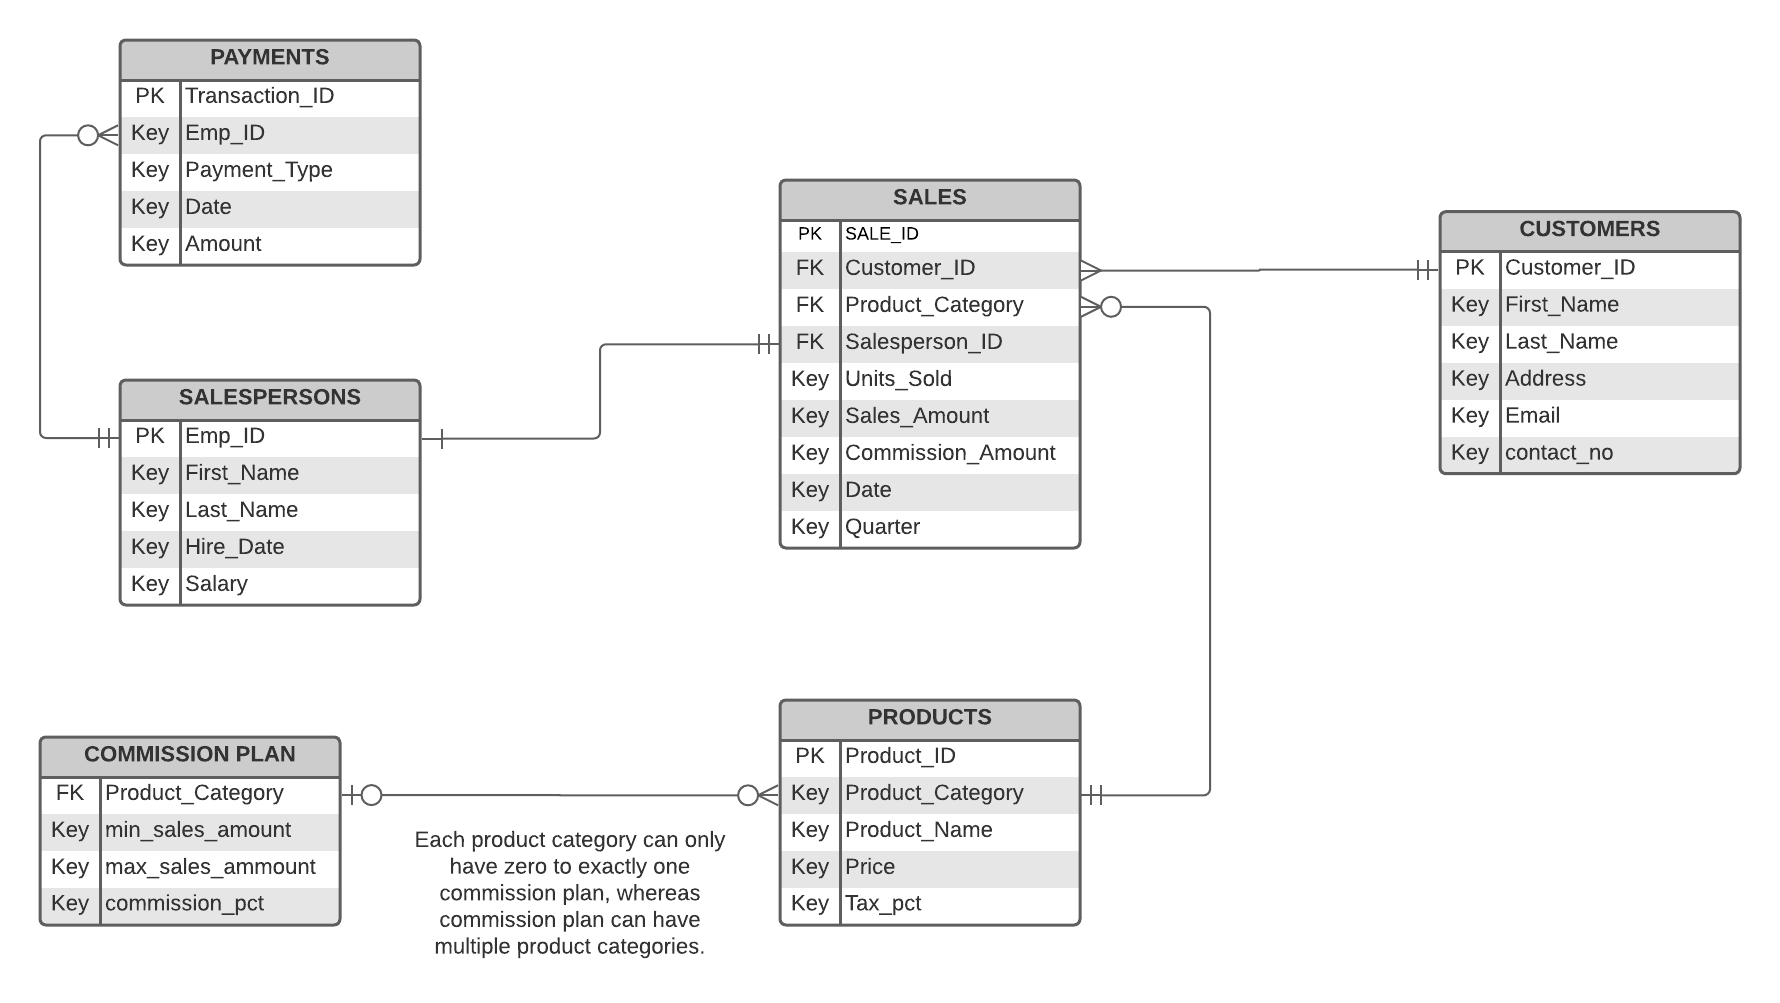 PAYMENTS
PK Transaction_ID
Key Emp_ID
Key Payment_Type
Key Date
Key Amount
SALESPERSONS
PK Emp_ID
Key First_Name
Key Last_Name
Key Hire_Date
Key Salary
SALES
PK SALE_ID
FK Customer_ID
FK Product_Category
FK Salesperson_ID
Key Units_Sold
Key Sales_Amount
Key Commission_Amount
Key Date
Key Quarter
CUSTOMERS
PK Customer_ID
Key First_Name
Key Last_Name
Key Address
Key Email
Key contact_no
COMMISSION PLAN
FK Product_Category
Key min_sales_amount
Key max_sales_ammount
Key commission_pct
Each product category can only
have zero to exactly one
commission plan, whereas
commission plan can have
multiple product categories.
PRODUCTS
PK Product_ID
Key Product_Category
Key Product_Name
Key Price
Key Tax_pct